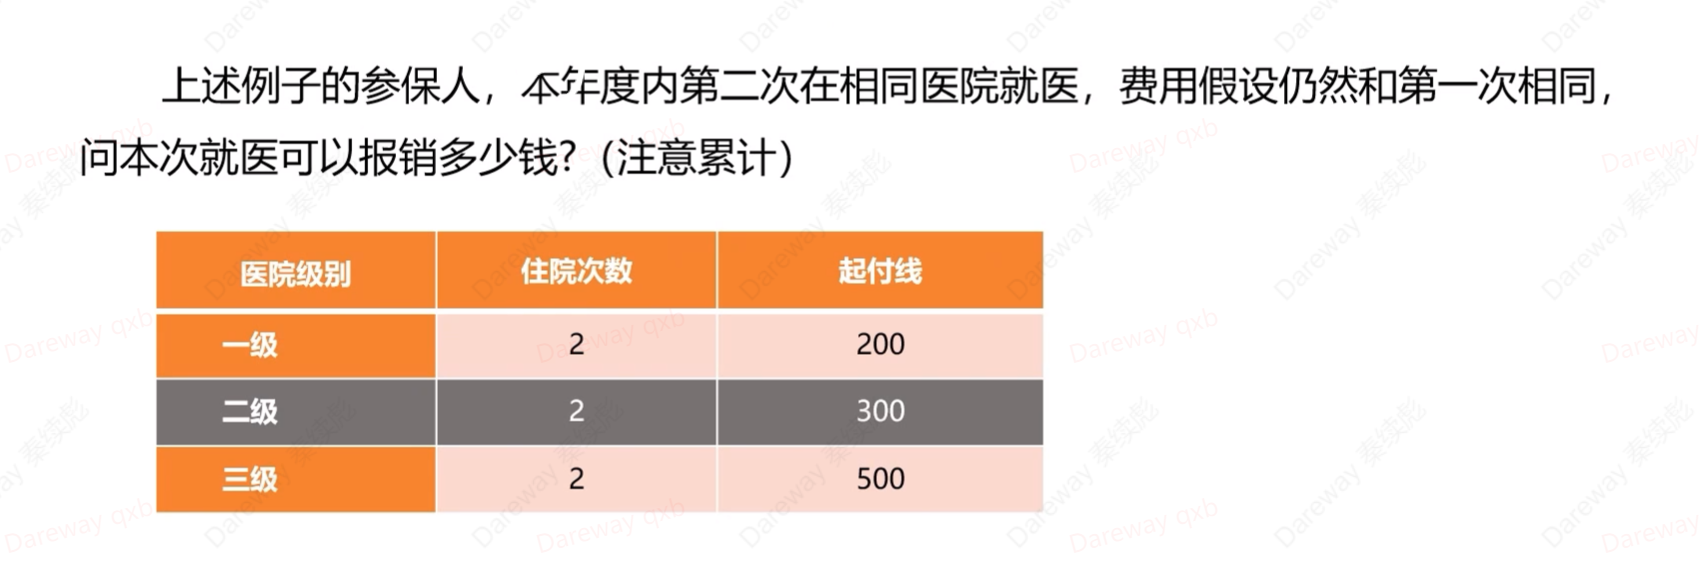 上述例子的参保人，本年度内第二次在相同医院就医，费用假设仍然和第一次相同，
问本次就医可以报销多少钱？（注意累计）
医院级别 住院次数 起付线
一级 2 200
二级 2 300
三级 2 500
Dareway qxb
Dareway 秦续彪